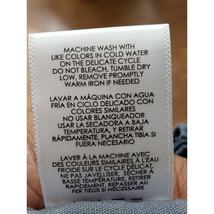 MACHINE WASH WITH
LIKE COLORS IN COLD WATER
ON THE DELICATE CYCLE
DO NOT BLEACH, TUMBLE DRY
LOW, REMOVE PROMPTLY
WARM IRON IF NEEDED
LAVAR A MÁQUINA CON AGUA
FRÍA EN CICLO DELICADO CON
COLORES SIMILARES
NO USAR BLANQUEADOR
USAR LA SECADORA A BAJA
TEMPERATURA, Y RETIRAR
RÁPIDAMENTE, PLANCHA TIBIA SI
FUERA NECESARIO
LAVER À LA MACHINE AVEC DES
COULEURS SIMILAIRES À L'EAU
FROIDE SUR LE CYCLE DÉLICAT.
NE PAS JAVELLISER, SÉCHER À
BASSE TEMPÉRATURE, RETIRER
RAPIDEMENT, REPASSER AU FER
TIÈDE SI NÉCESSAIRE